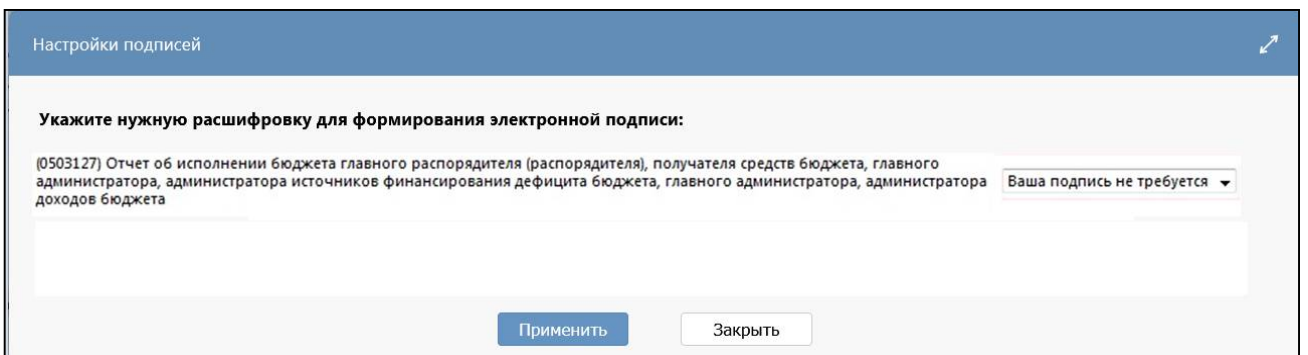 Настройки подписей
Укажите нужную расшифровку для формирования электронной подписи:
(0503127) Отчет об исполнении бюджета главного распорядителя (распорядителя), получателя средств бюджета, главного
администратора, администратора источников финансирования дефицита бюджета, главного администратора, администратора
доходов бюджета
Ваша подпись не требуется
Применить
Закрыть